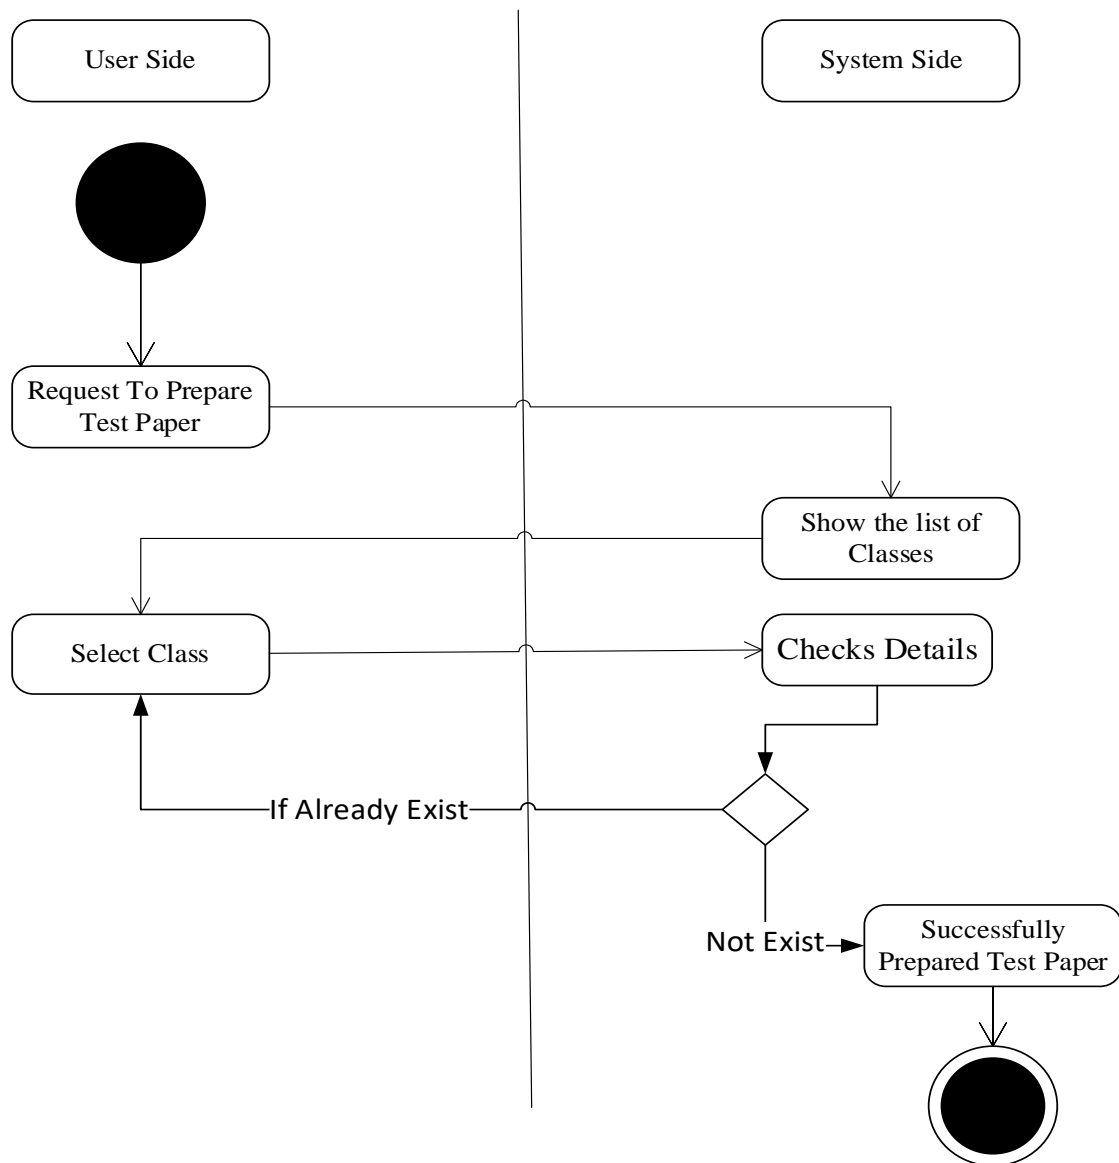 User Side
System Side
Request To Prepare
Test Paper
Show the list of
Classes
Select Class
Checks Details
If Already Exist
Not Exist
Successfully
Prepared Test Paper